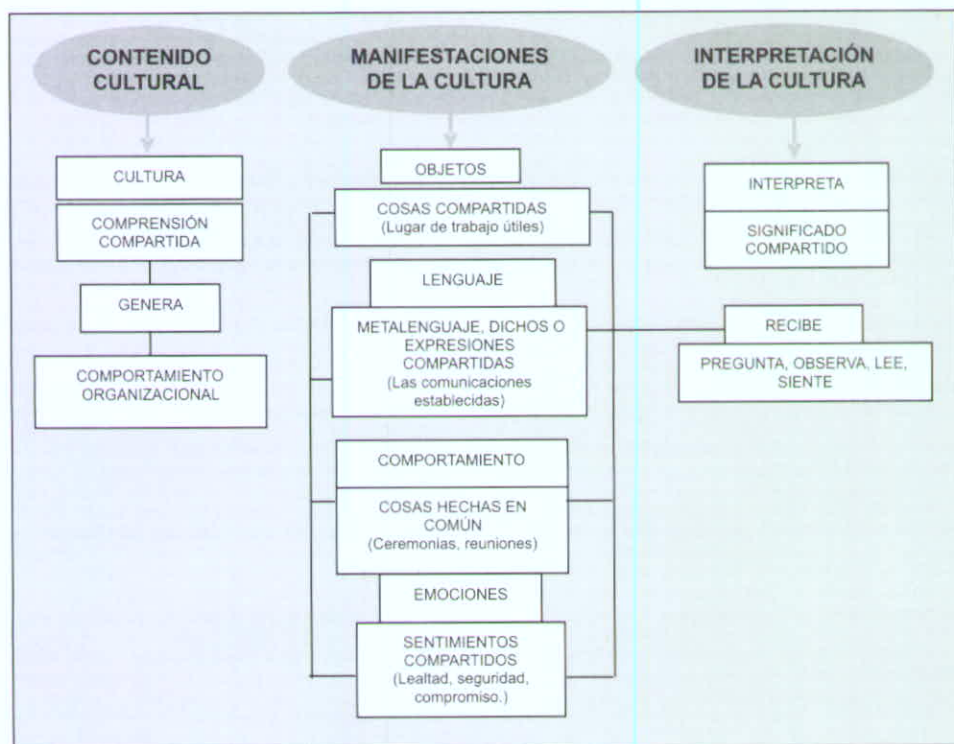 CONTENIDO
CULTURAL
CULTURA
COMPRENSIÓN
COMPARTIDA
GENERA
COMPORTAMIENTO
ORGANIZACIONAL
MANIFESTACIONES
DE LA CULTURA
OBJETOS
COSAS COMPARTIDAS
(Lugar de trabajo útiles)
LENGUAJE
METALENGUAJE, DICHOS O
EXPRESIONES
COMPARTIDAS
(Las comunicaciones
establecidas)
COMPORTAMIENTO
COSAS HECHAS EN
COMÚN
(Ceremonias, reuniones)
EMOCIONES
SENTIMIENTOS
COMPARTIDOS
(Lealtad, seguridad,
compromiso.)
INTERPRETACIÓN
DE LA CULTURA
INTERPRETA
SIGNIFICADO
COMPARTIDO
RECIBE
PREGUNTA, OBSERVA, LEE,
SIENTE